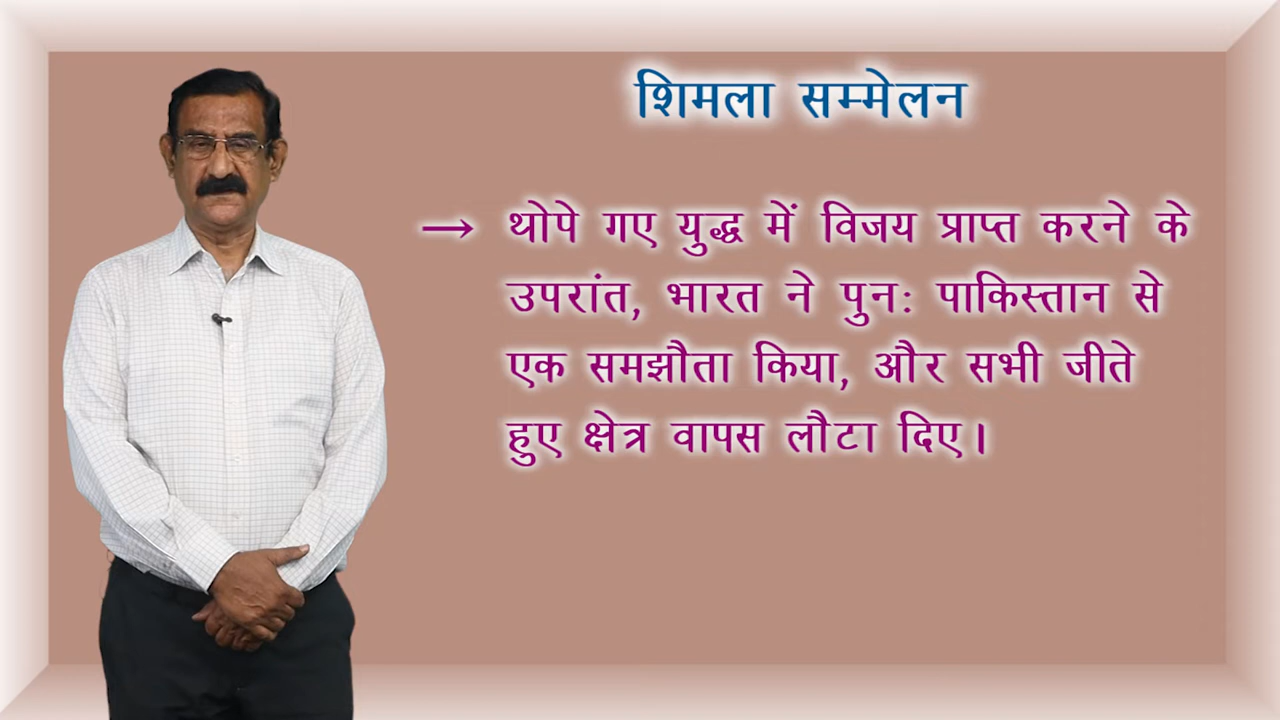 शिमला सम्मेलन
→ थोपे गए युद्ध में विजय प्राप्त करने के
उपरांत, भारत ने पुनः पाकिस्तान से
एक समझौता किया, और सभी जीते
हुए क्षेत्र वापस लौटा दिए।